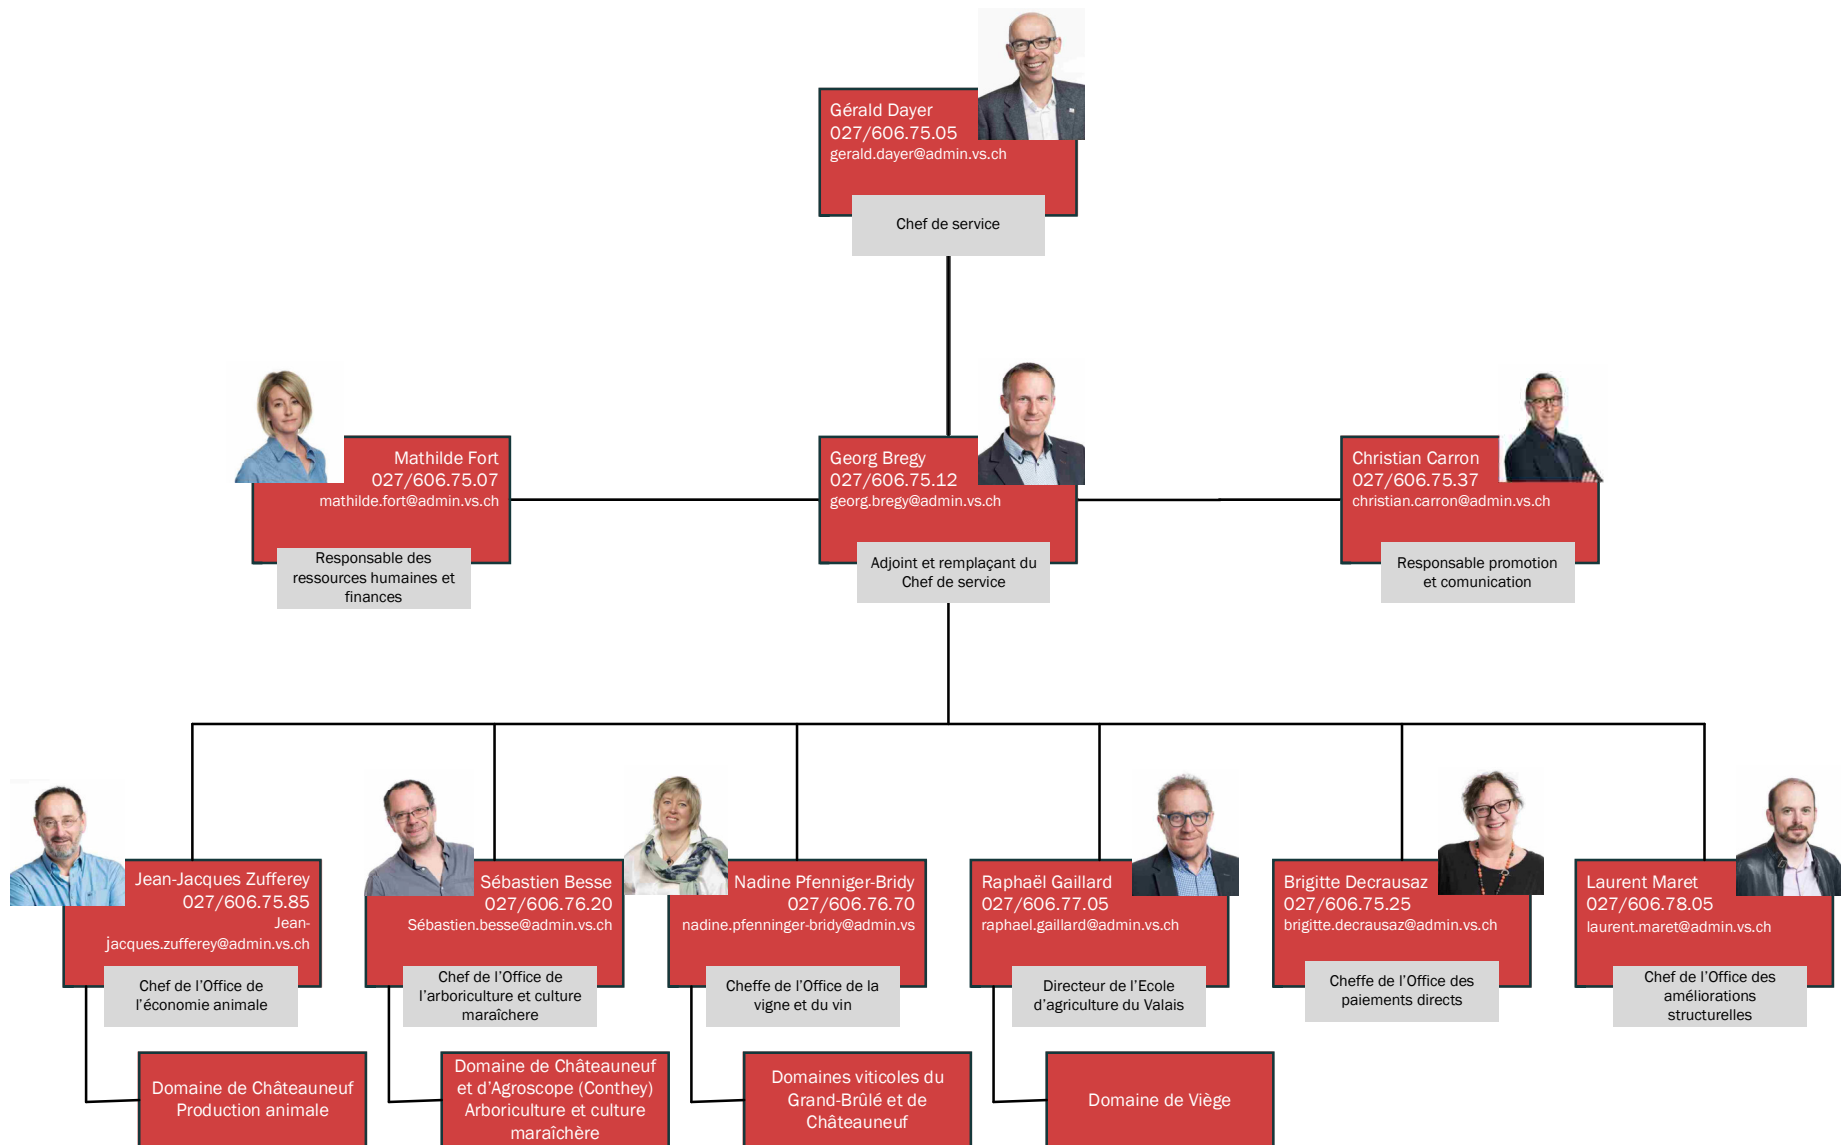 Gérald Dayer
027/606.75.05
gerald.dayer@admin.vs.ch
Chef de service
Mathilde Fort
027/606.75.07
mathilde.fort@admin.vs.ch
Responsable des
ressources humaines et
finances
Georg Bregy
027/606.75.12
georg.bregy@admin.vs.ch
Adjoint et remplaçant du
Chef de service
Christian Carron
027/606.75.37
christian.carron@admin.vs.ch
Responsable promotion
et comunication
Jean-Jacques Zufferey
027/606.75.85
Jean-
jacques.zufferey@admin.vs.ch
Chef de l'Office de
l'économie animale
Sébastien Besse
027/606.76.20
Sébastien.besse@admin.vs.ch
Chef de l'Office de
l'arboriculture et culture
maraîchere
Nadine Pfenniger-Bridy
027/606.76.70
nadine.pfenninger-bridy@admin.vs
Cheffe de l'Office de la
vigne et du vin
Raphaël Gaillard
027/606.77.05
raphael.gaillard@admin.vs.ch
Directeur de l'Ecole
d'agriculture du Valais
Brigitte Decrausaz
027/606.75.25
brigitte.decrausaz@admin.vs.ch
Cheffe de l'Office des
paiements directs
Laurent Maret
027/606.78.05
laurent.maret@admin.vs.ch
Chef de l'Office des
améliorations
structurelles
Domaine de Châteauneuf
Production animale
Domaine de Châteauneuf
et d'Agroscope (Conthey)
Arboriculture et culture
maraîchère
Domaines viticoles du
Grand-Brûlé et de
Châteauneuf
Domaine de Viège